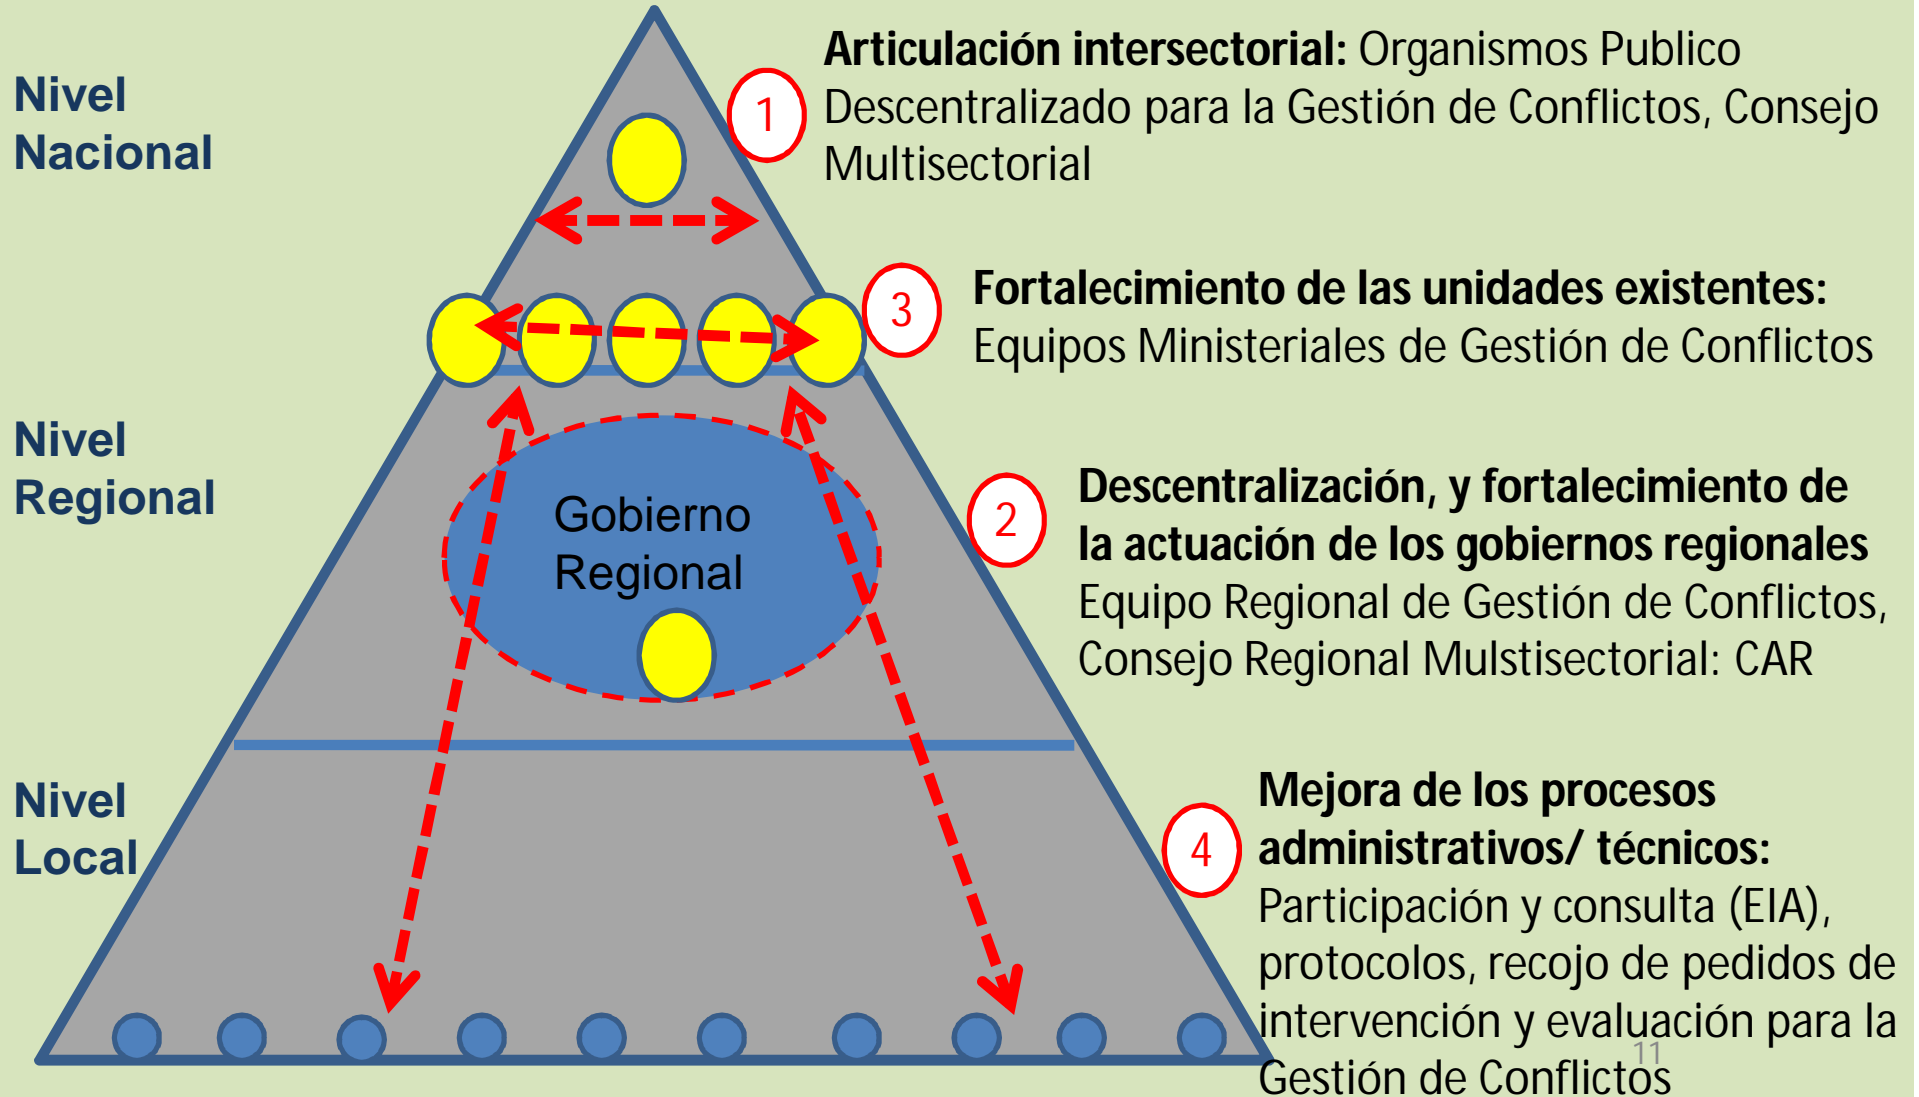 Nivel
Nacional
1
Articulación intersectorial: Organismos Publico
Descentralizado para la Gestión de Conflictos, Consejo
Multisectorial
3
Fortalecimiento de las unidades existentes:
Equipos Ministeriales de Gestión de Conflictos
Nivel
Regional
Gobierno
Regional
2
Descentralización, y fortalecimiento de
la actuación de los gobiernos regionales
Equipo Regional de Gestión de Conflictos,
Consejo Regional Mulstisectorial: CAR
Nivel
Local
4
Mejora de los procesos
administrativos/ técnicos:
Participación y consulta (EIA),
protocolos, recojo de pedidos de
intervención y evaluación para la
Gestión de Conflictos
11